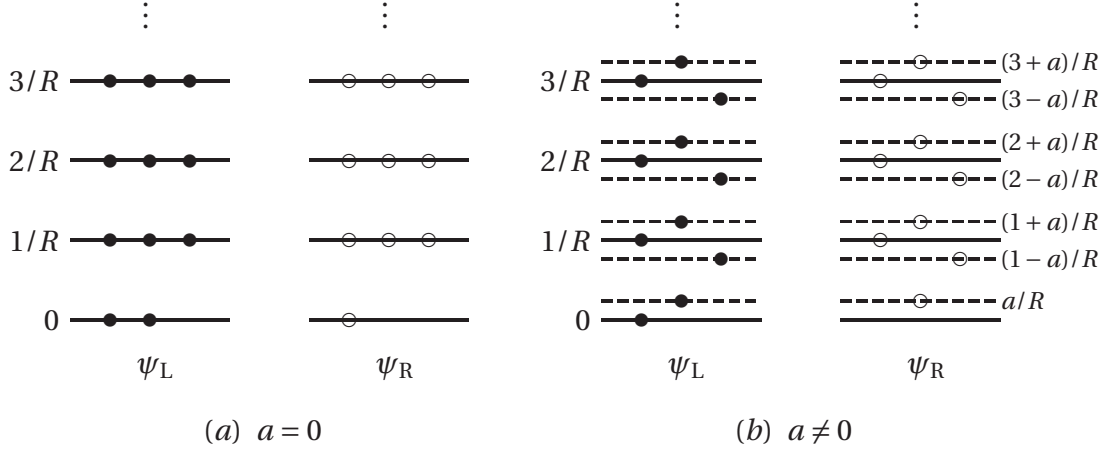 3/R
2/R
1/R
0
ψL
ψR
(a) a = 0
3/R
2/R
1/R
0
(3 + a)/R
(3 − a)/R
(2 + a)/R
(2 − a)/R
(1 + a)/R
(1 − a)/R
a/R
ψL
ψR
(b) a ≠ 0